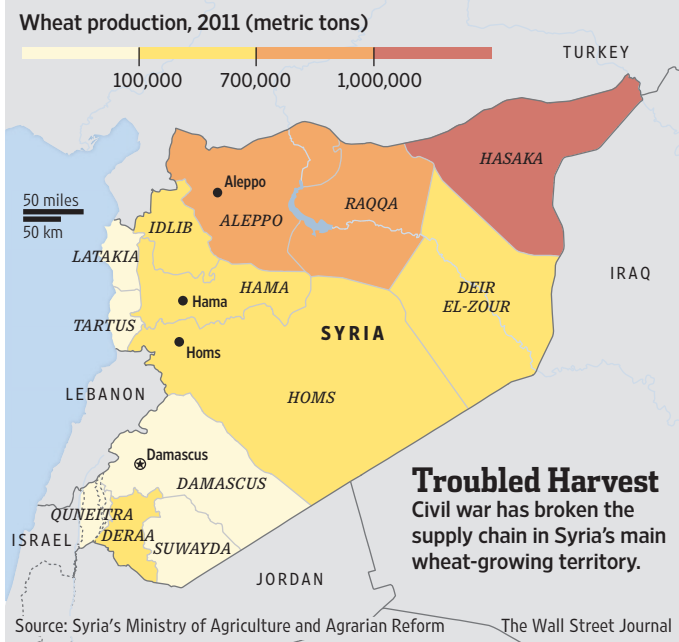 Wheat production, 2011 (metric tons)
100,000
700,000
1,000,000
TURKEY
HASAKA
Aleppo
ALEPPO
RAQQA
50 miles
50 km
IDLIB
LATAKIA
HAMA
Hama
DEIR
EL-ZOUR
IRAQ
TARTUS
SYRIA
Homs
HOMS
LEBANON
Damascus
DAMASCUS
QUNEITRA
DERAA
ISRAEL
SUWAYDA
JORDAN
Troubled Harvest
Civil war has broken the
supply chain in Syria's main
wheat-growing territory.
Source: Syria's Ministry of Agriculture and Agrarian Reform
The Wall Street Journal